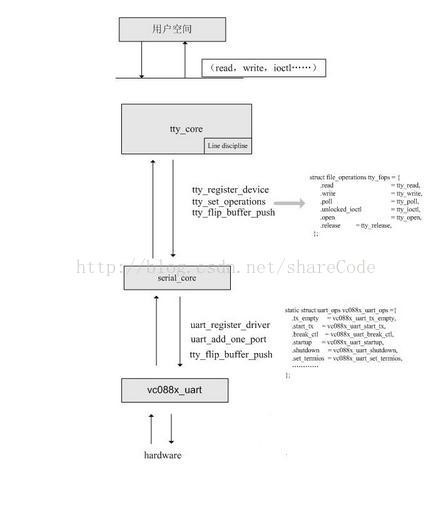 用户空间
（read，write，ioctl……）
tty_core
Line discipline
tty_register_device
tty_set_operations
tty_flip_buffer_push
struct file_operations tty_fops = {
.read = tty_read,
.write = tty_write,
.poll = tty_poll,
.unlocked_ioctl = tty_ioctl,
.open = tty_open,
.release = tty_release,
};
http://blog.csdn.net/shareCode
serial_core
uart_register_driver
uart_add_one_port
tty_flip_buffer_push
static struct uart_ops vc088x_uart_ops ={
.tx_empty = vc088x_uart_tx_empty,
.start_tx = vc088x_uart_start_tx,
.break_ctl = vc088x_uart_break_ctl,
.startup = vc088x_uart_startup,
.shutdown = vc088x_uart_shutdown,
.set_termios = vc088x_uart_set_termios,
…………
};
vc088x_uart
hardware